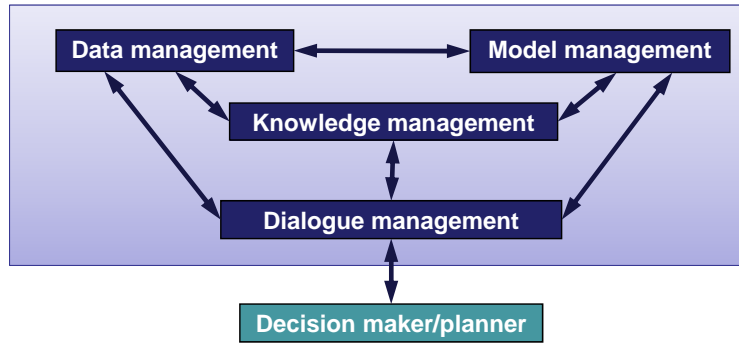 Data management
Model management
Knowledge management
Dialogue management
Decision maker/planner